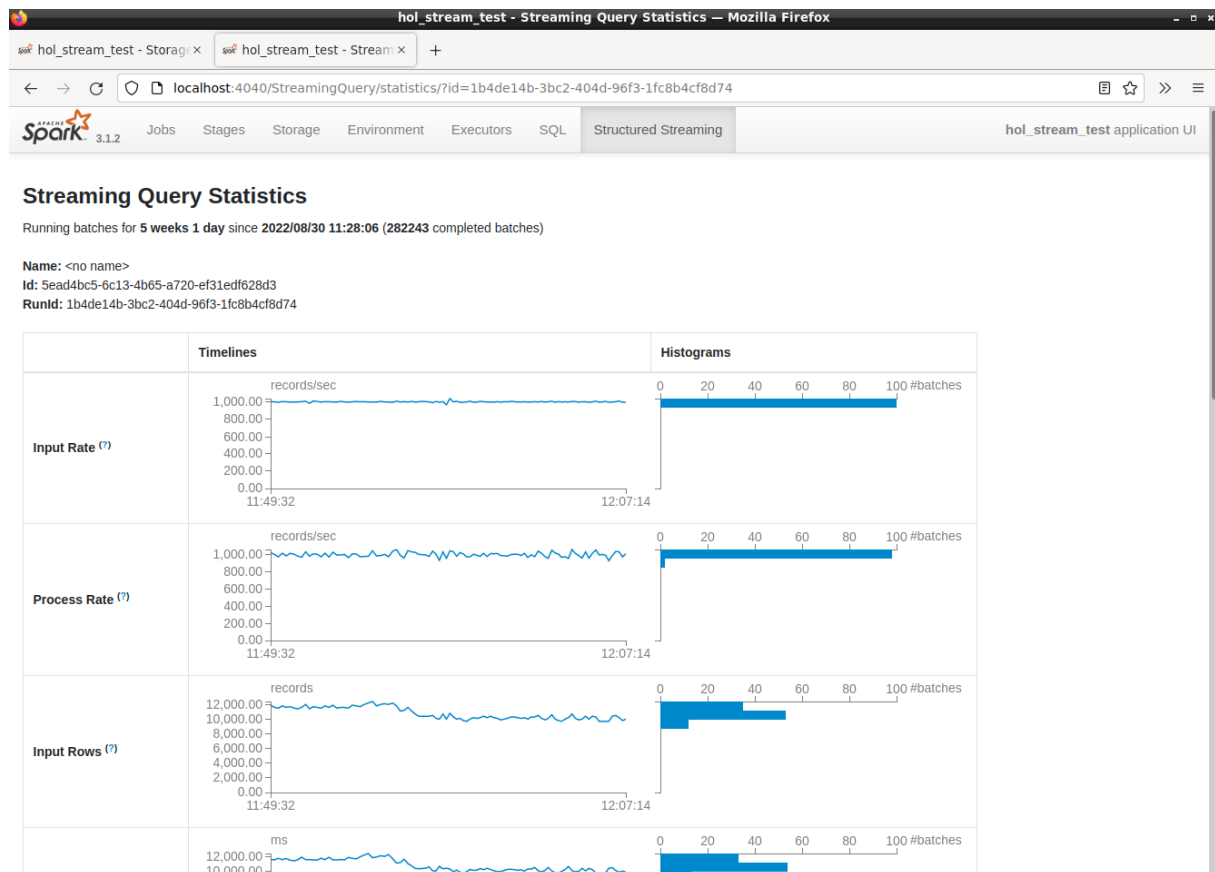 hol_stream_test - Streaming Query Statistics — Mozilla Firefox
hol_stream_test - Storag
hol_stream_test - Stream
localhost:4040/StreamingQuery/statistics/?id=1b4de14b-3bc2-404d-96f3-1fc8b4cf8d74
APACHE Spark 3.1.2 Jobs Stages Storage Environment Executors SQL Structured Streaming hol_stream_test application UI
Streaming Query Statistics
Running batches for 5 weeks 1 day since 2022/08/30 11:28:06 (282243 completed batches)
Name: <no name>
Id: 5ead4bc5-6c13-4b65-a720-ef31edf628d3
RunId: 1b4de14b-3bc2-404d-96f3-1fc8b4cf8d74
Timelines Histograms
Input Rate (?)
records/sec
1,000.00
800.00
600.00
400.00
200.00
0.00
11:49:32 12:07:14
0 20 40 60 80 100 #batches
Process Rate (?)
records/sec
1,000.00
800.00
600.00
400.00
200.00
0.00
11:49:32 12:07:14
0 20 40 60 80 100 #batches
Input Rows (?)
records
12,000.00
10,000.00
8,000.00
6,000.00
4,000.00
2,000.00
0.00
11:49:32 12:07:14
0 20 40 60 80 100 #batches
ms
12,000.00
10,000.00
0 20 40 60 80 100 #batches